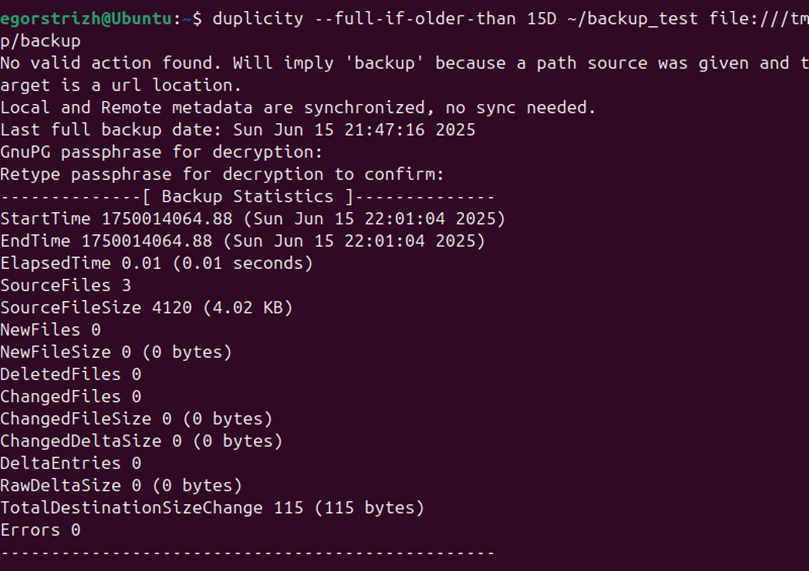 egorstrizh@Ubuntu:~$ duplicity --full-if-older-than 15D ~/backup_test file:///tm
p/backup
No valid action found. Will imply 'backup' because a path source was given and t
arget is a url location.
Local and Remote metadata are synchronized, no sync needed.
Last full backup date: Sun Jun 15 21:47:16 2025
GnuPG passphrase for decryption:
Retype passphrase for decryption to confirm:
--------------[ Backup Statistics ]--------------
StartTime 1750014064.88 (Sun Jun 15 22:01:04 2025)
EndTime 1750014064.88 (Sun Jun 15 22:01:04 2025)
ElapsedTime 0.01 (0.01 seconds)
SourceFiles 3
SourceFileSize 4120 (4.02 KB)
NewFiles 0
NewFileSize 0 (0 bytes)
DeletedFiles 0
ChangedFiles 0
ChangedFileSize 0 (0 bytes)
ChangedDeltaSize 0 (0 bytes)
DeltaEntries 0
RawDeltaSize 0 (0 bytes)
TotalDestinationSizeChange 115 (115 bytes)
Errors 0
-------------------------------------------------